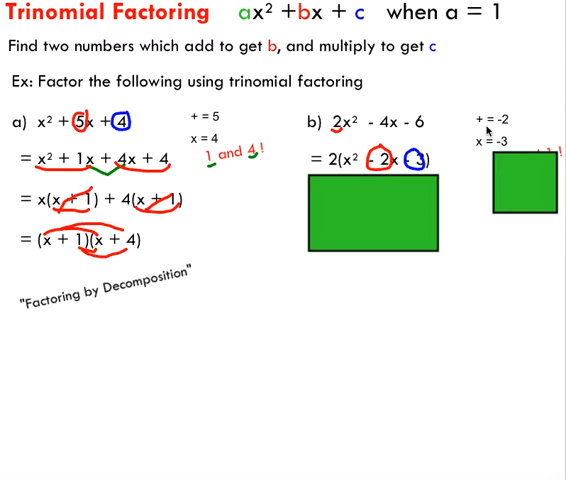 Trinomial Factoring ax² +bx + c when a = 1
Find two numbers which add to get b, and multiply to get c
Ex: Factor the following using trinomial factoring
a) x² + 5x + 4
+ = 5
x = 4
1 and 4!
= x² + 1x + 4x + 4
= x(x + 1) + 4(x + 1)
= (x + 1)(x + 4)
"Factoring by Decomposition"
b) 2x² - 4x - 6
+ = -2
x = -3
= 2(x² - 2x - 3)